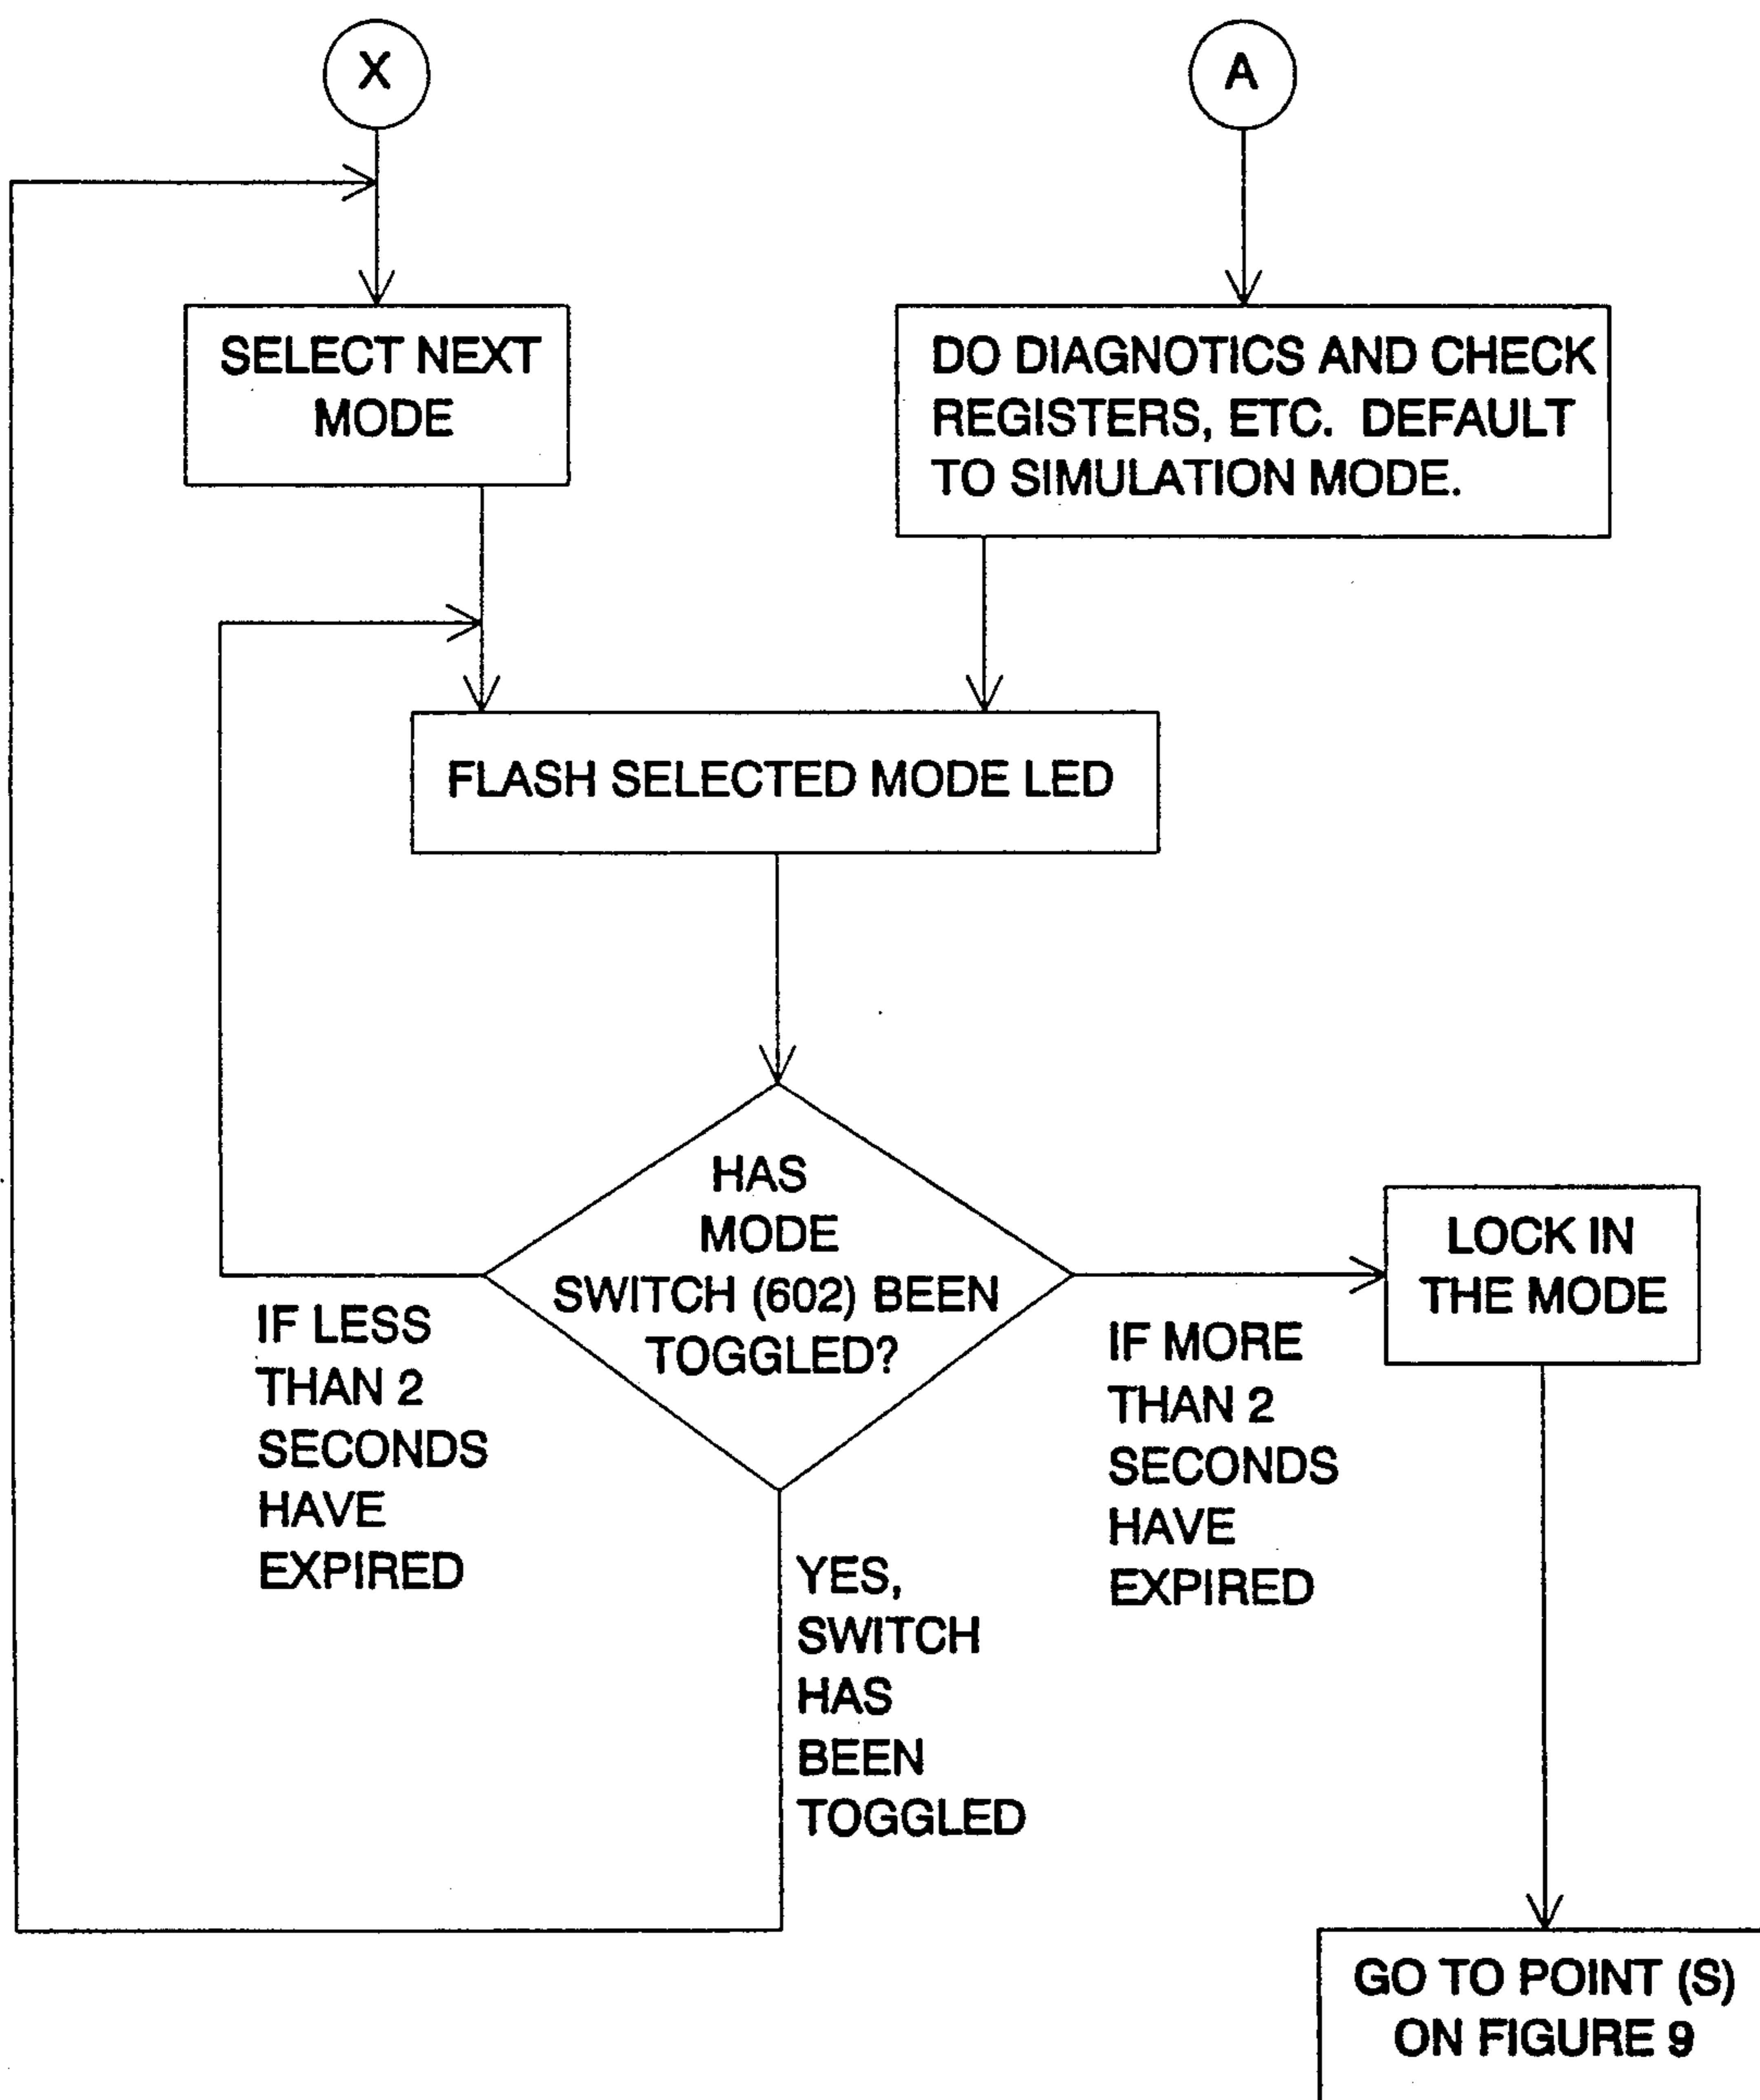 X
A
SELECT NEXT
MODE
DO DIAGNOTICS AND CHECK
REGISTERS, ETC. DEFAULT
TO SIMULATION MODE.
FLASH SELECTED MODE LED
HAS
MODE
SWITCH (602) BEEN
TOGGLED?
LOCK IN
THE MODE
IF LESS
THAN 2
SECONDS
HAVE
EXPIRED
IF MORE
THAN 2
SECONDS
HAVE
EXPIRED
YES,
SWITCH
HAS
BEEN
TOGGLED
GO TO POINT (S)
ON FIGURE 9